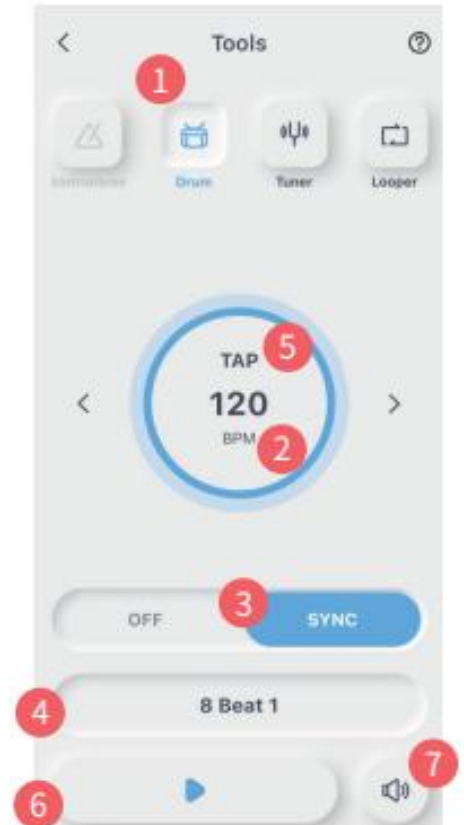 Tools
1
Drum
Tuner
Looper
TAP 5
120
BPM 2
OFF
3
SYNC
4
8 Beat 1
7
6